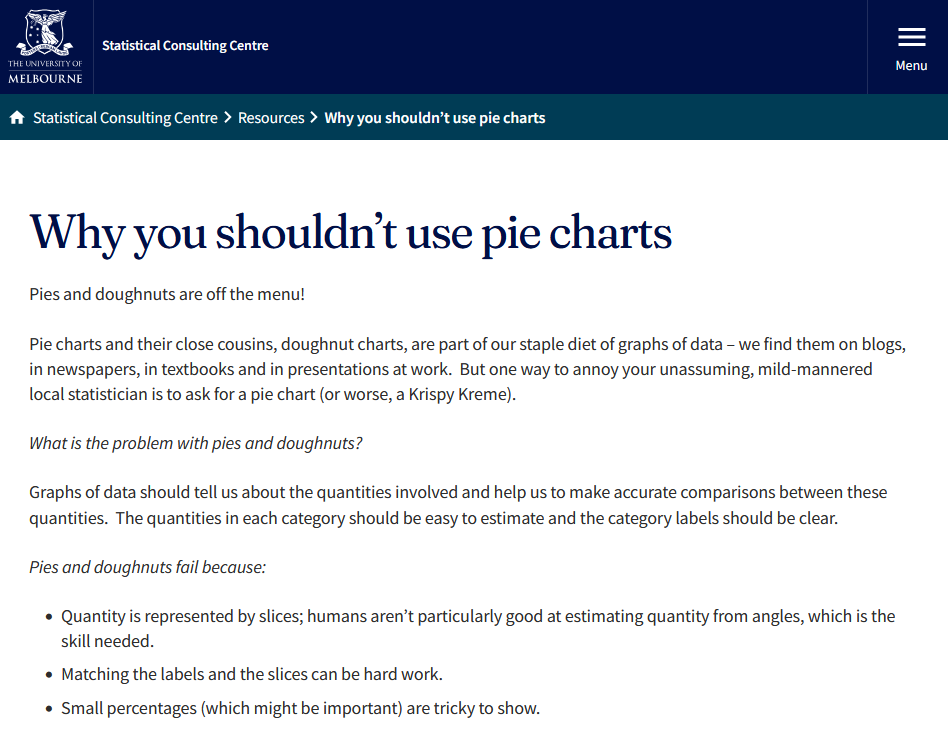 THE UNIVERSITY OF
MELBOURNE
Statistical Consulting Centre
Menu
Statistical Consulting Centre > Resources > Why you shouldn’t use pie charts
Why you shouldn’t use pie charts
Pies and doughnuts are off the menu!
Pie charts and their close cousins, doughnut charts, are part of our staple diet of graphs of data – we find them on blogs,
in newspapers, in textbooks and in presentations at work.  But one way to annoy your unassuming, mild-mannered
local statistician is to ask for a pie chart (or worse, a Krispy Kreme).
What is the problem with pies and doughnuts?
Graphs of data should tell us about the quantities involved and help us to make accurate comparisons between these
quantities.  The quantities in each category should be easy to estimate and the category labels should be clear.
Pies and doughnuts fail because:
• Quantity is represented by slices; humans aren’t particularly good at estimating quantity from angles, which is the
skill needed.
• Matching the labels and the slices can be hard work.
• Small percentages (which might be important) are tricky to show.